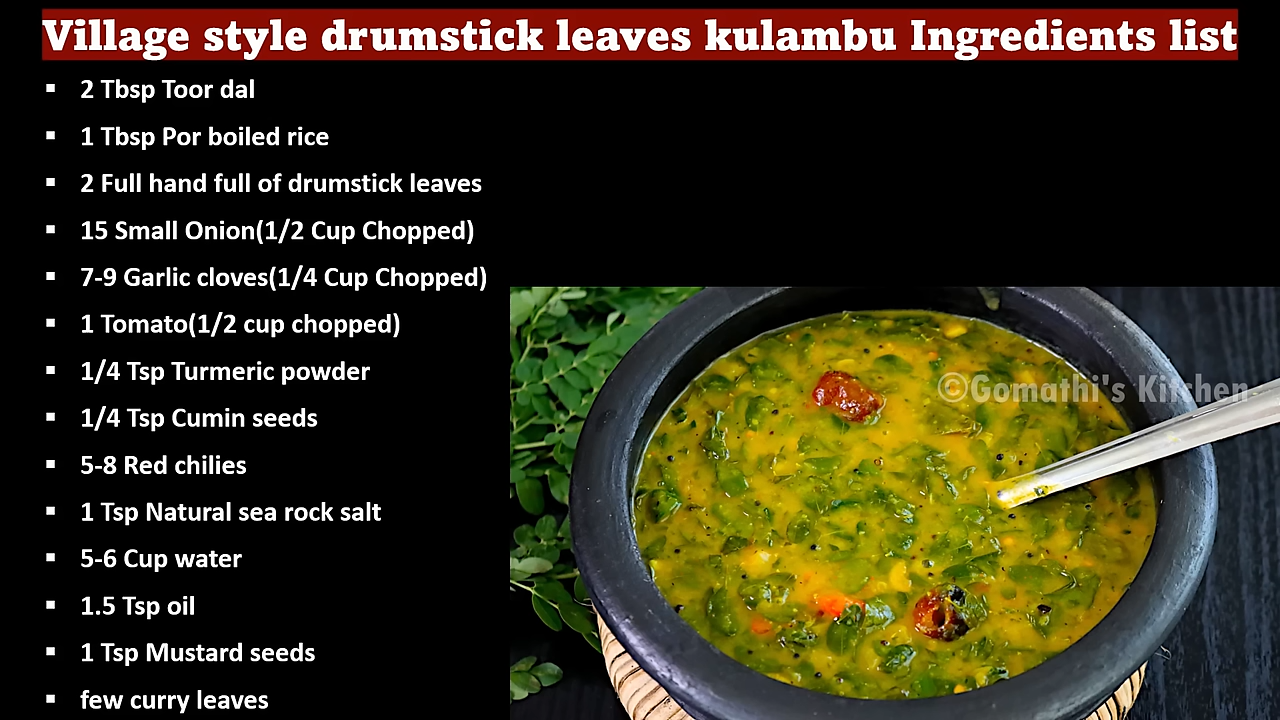 Village style drumstick leaves kulambu Ingredients list
▪ 2 Tbsp Toor dal
▪ 1 Tbsp Por boiled rice
▪ 2 Full hand full of drumstick leaves
▪ 15 Small Onion(1/2 Cup Chopped)
▪ 7-9 Garlic cloves(1/4 Cup Chopped)
▪ 1 Tomato(1/2 cup chopped)
▪ 1/4 Tsp Turmeric powder
▪ 1/4 Tsp Cumin seeds
▪ 5-8 Red chilies
▪ 1 Tsp Natural sea rock salt
▪ 5-6 Cup water
▪ 1.5 Tsp oil
▪ 1 Tsp Mustard seeds
▪ few curry leaves
©Gomathi's Kitchen